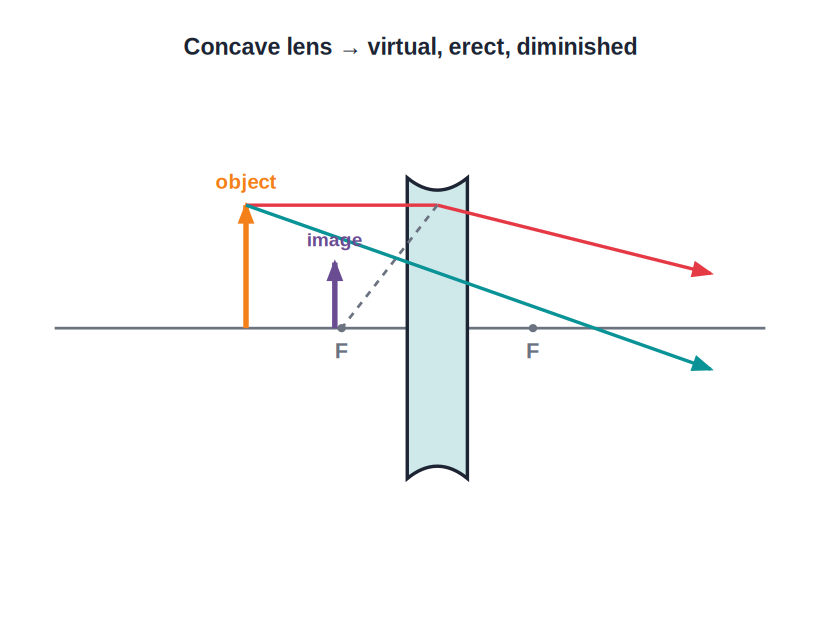 Concave lens → virtual, erect, diminished
object
image
F
F